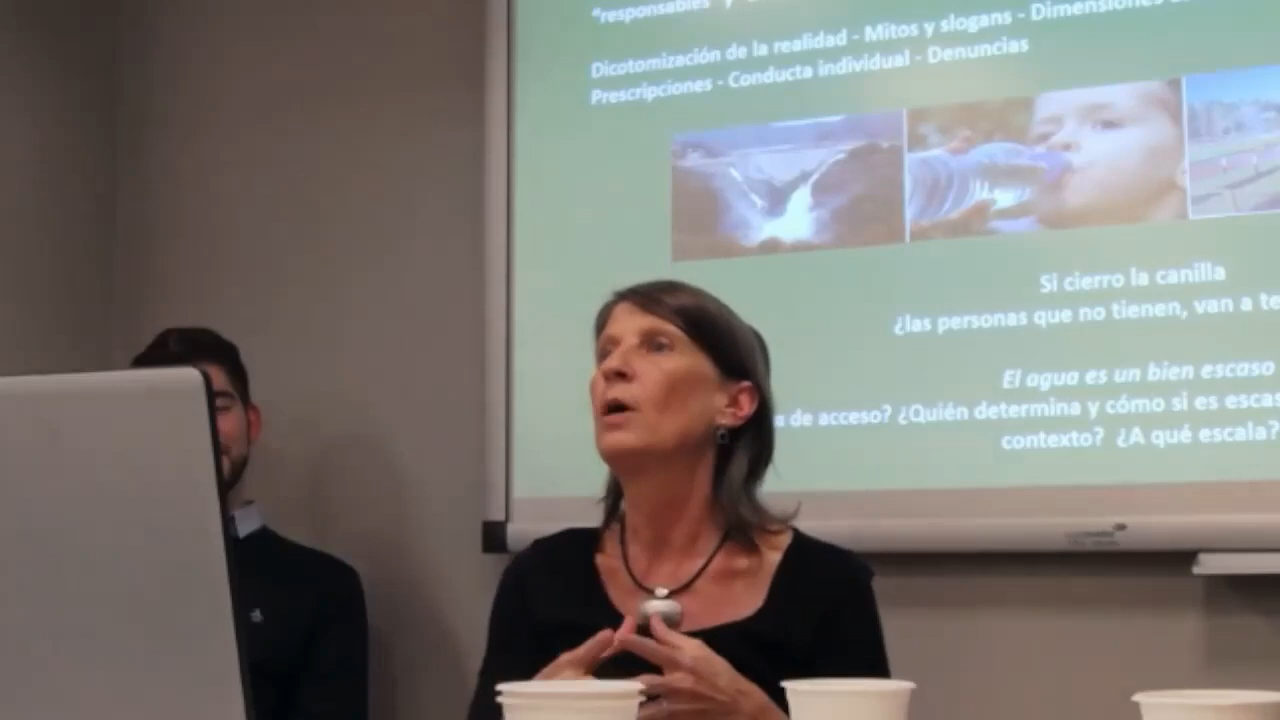 “responsables” y
Dicotomización de la realidad - Mitos y slogans - Dimensiones
Prescripciones - Conducta individual - Denuncias
Si cierro la canilla
¿las personas que no tienen, van a
El agua es un bien escaso
de acceso? ¿Quién determina y cómo si es
contexto? ¿A qué escala?